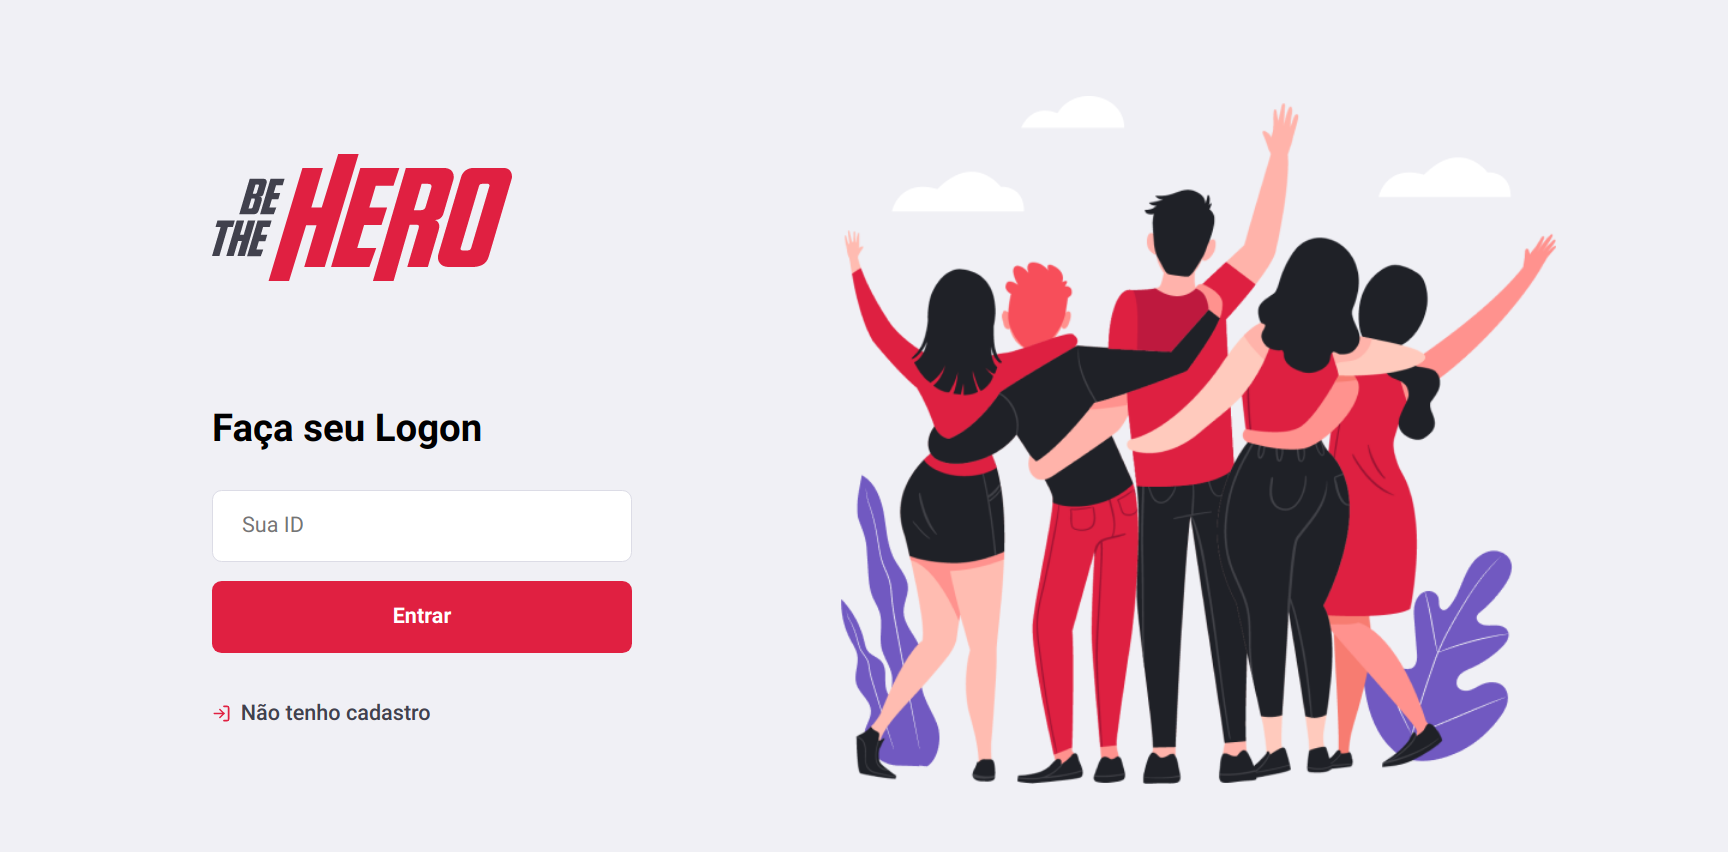 BE
THE
HERO
Faça seu Logon
Sua ID
Entrar
Não tenho cadastro